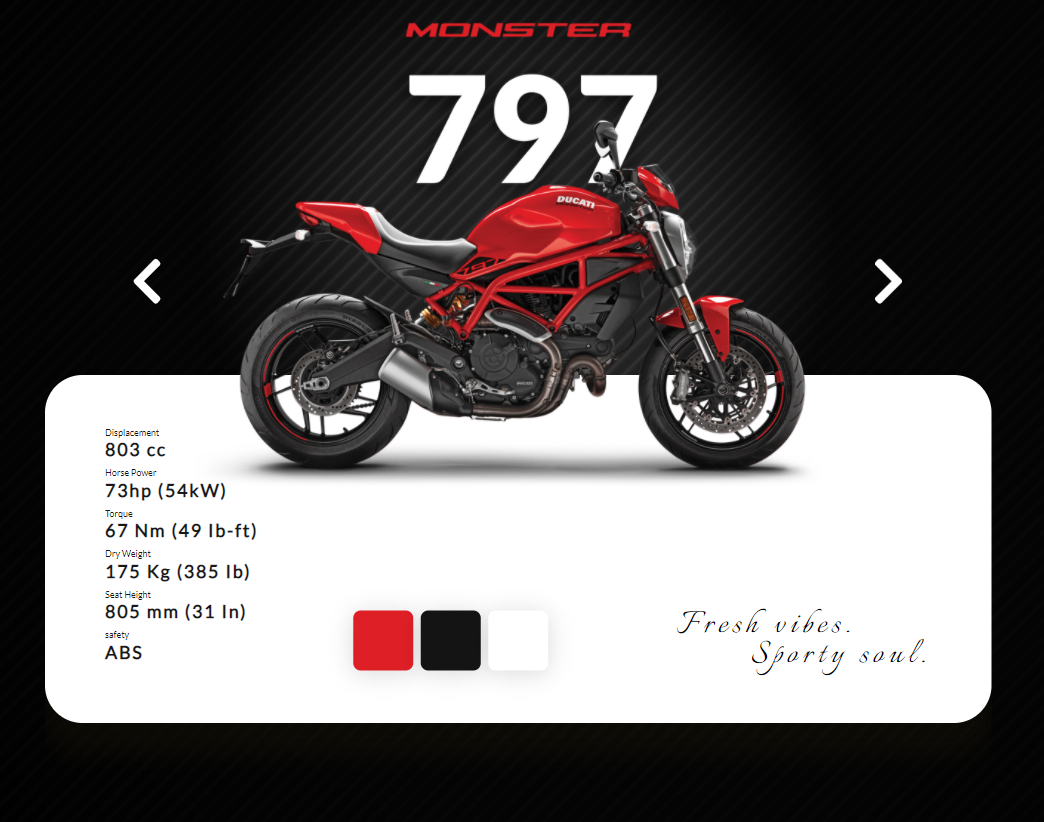 MONSTER
797
DUCATI
797
Displacement
803 cc
Horse Power
73hp (54kW)
Torque
67 Nm (49 lb-ft)
Dry Weight
175 Kg (385 lb)
Seat Height
805 mm (31 In)
safety
ABS
Fresh vibes.
Sporty soul.